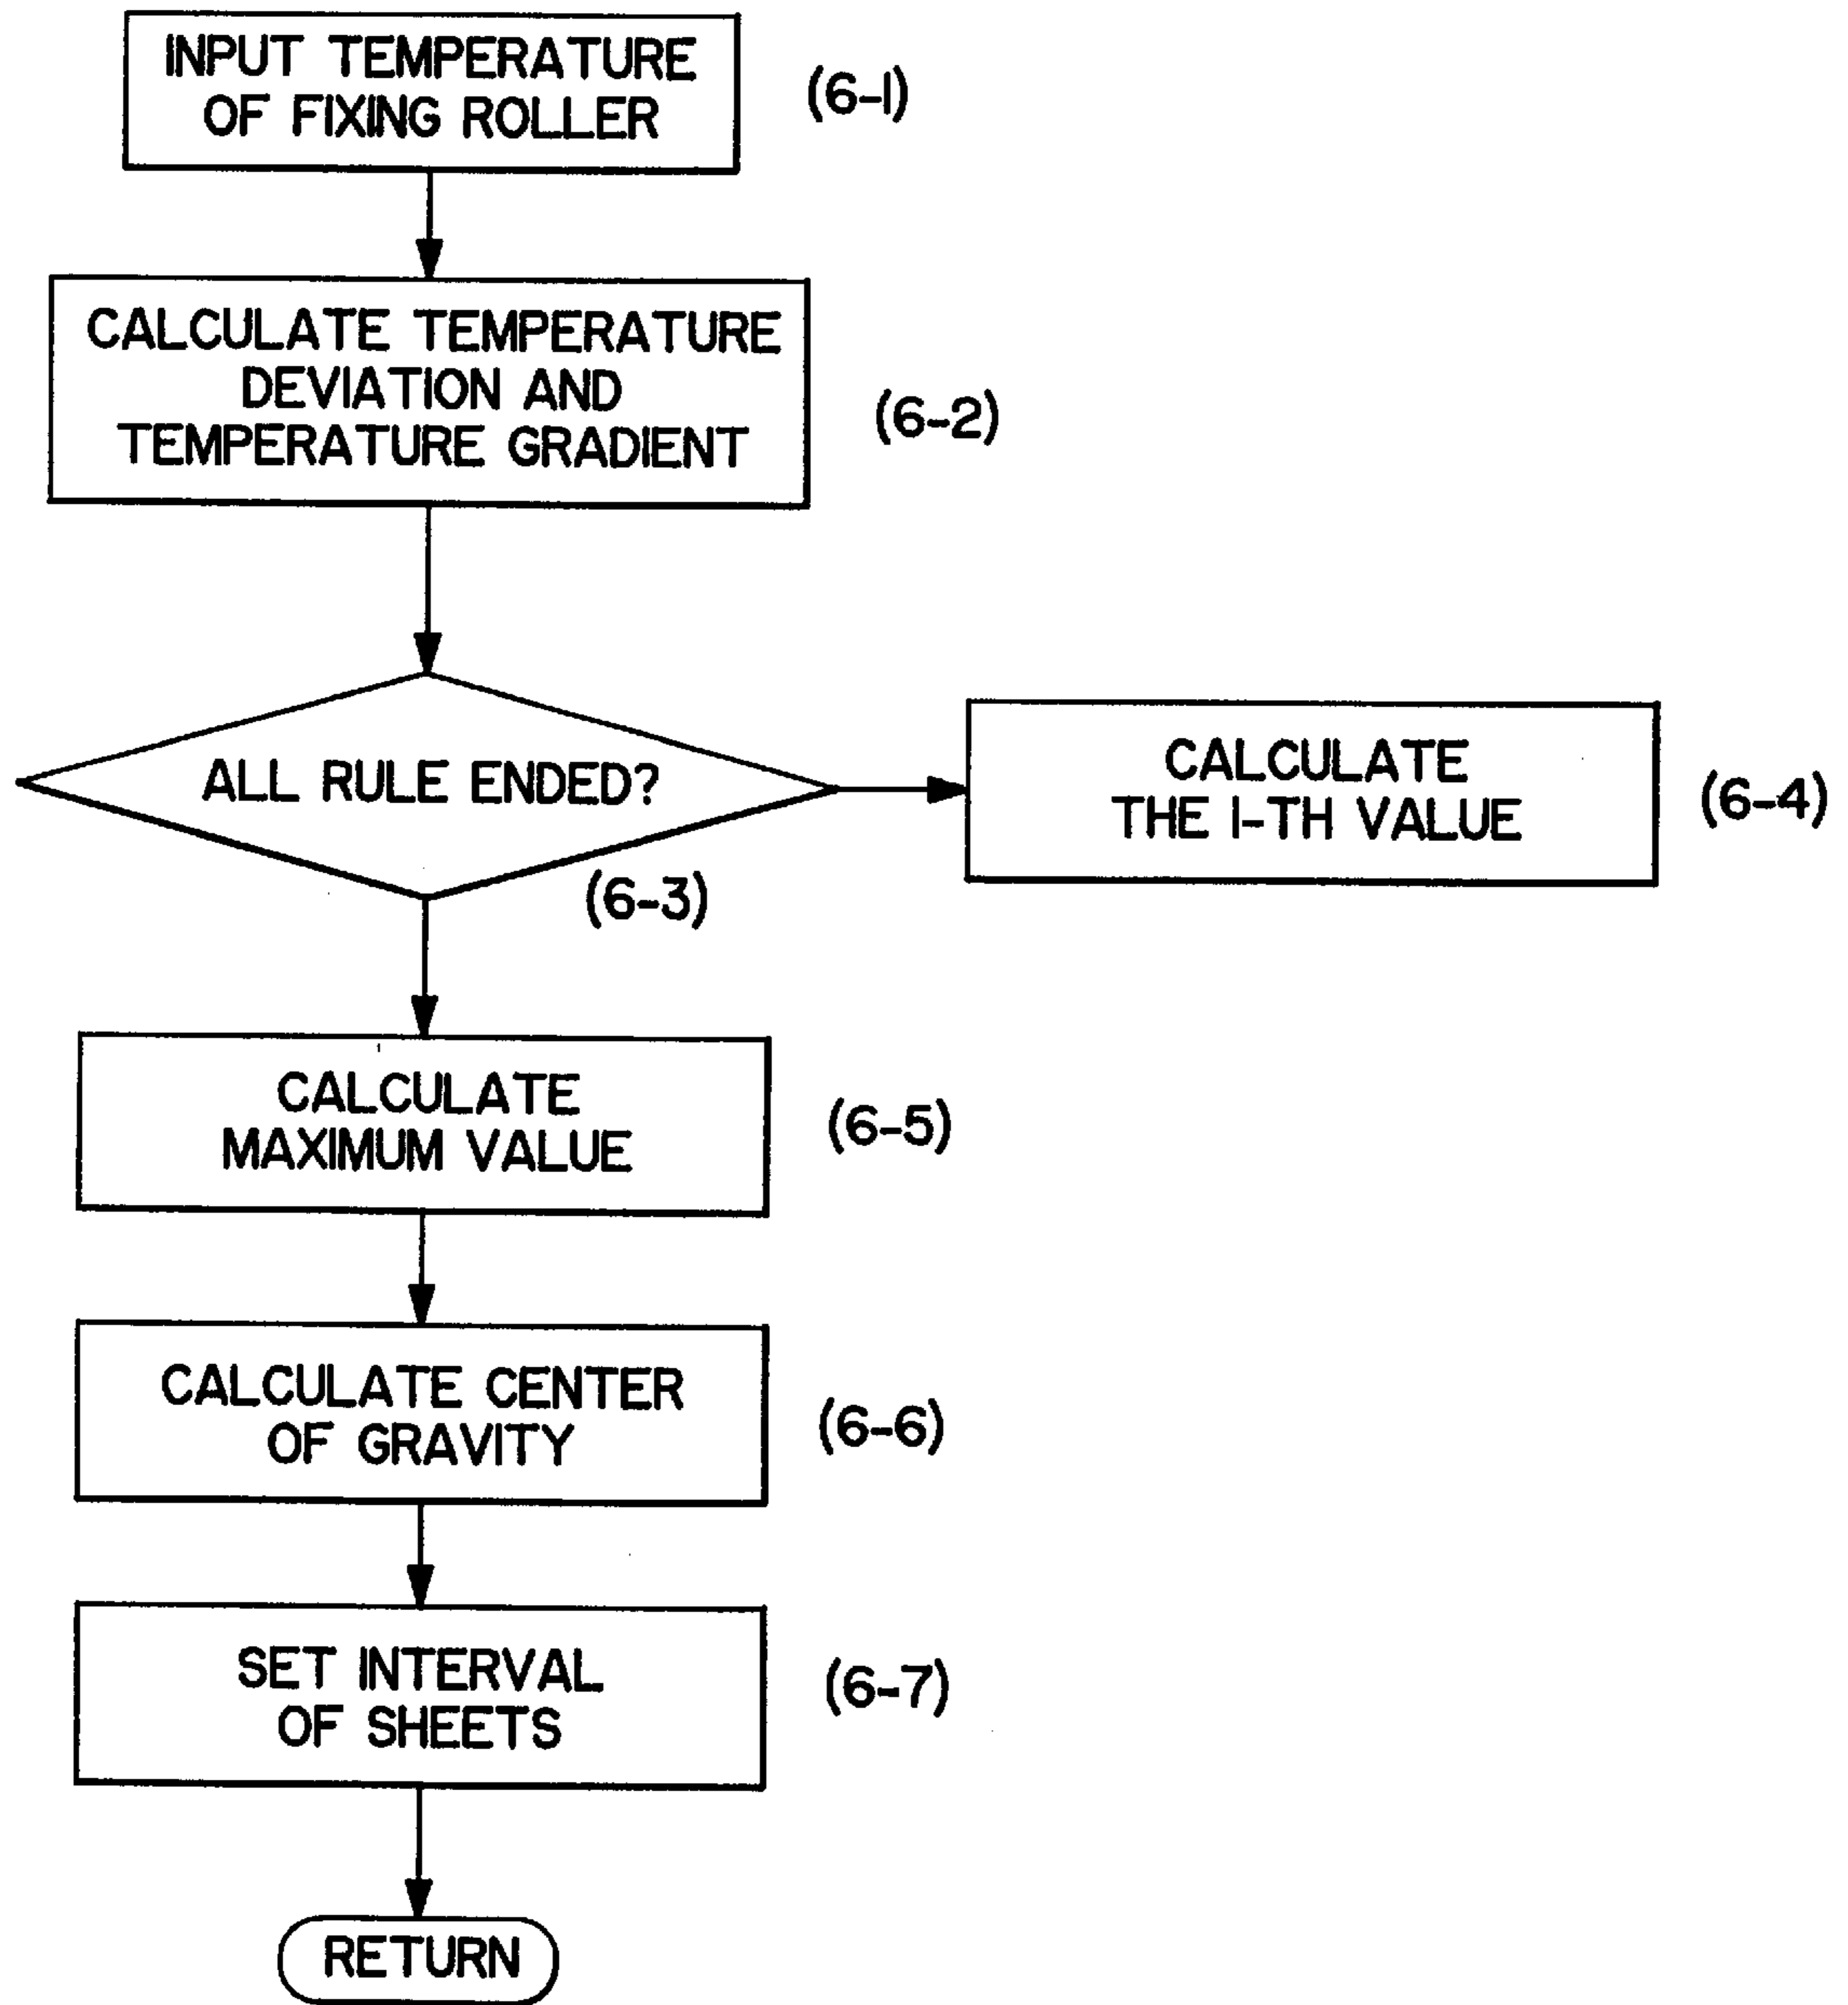 INPUT TEMPERATURE
OF FIXING ROLLER
(6-1)
CALCULATE TEMPERATURE
DEVIATION AND
TEMPERATURE GRADIENT
(6-2)
ALL RULE ENDED?
(6-3)
CALCULATE
THE I-TH VALUE
(6-4)
CALCULATE
MAXIMUM VALUE
(6-5)
CALCULATE CENTER
OF GRAVITY
(6-6)
SET INTERVAL
OF SHEETS
(6-7)
RETURN